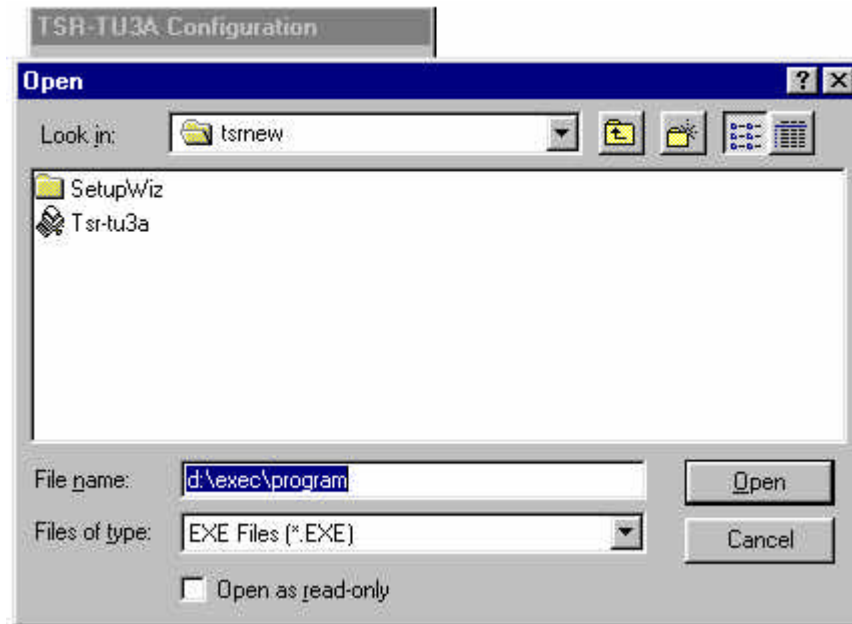 TSR-TU3A Configuration
Open
Look in:
tsrnew
SetupWiz
Tsr-tu3a
File name:
d:\exec\program
Open
Files of type:
EXE Files (*.EXE)
Cancel
Open as read-only